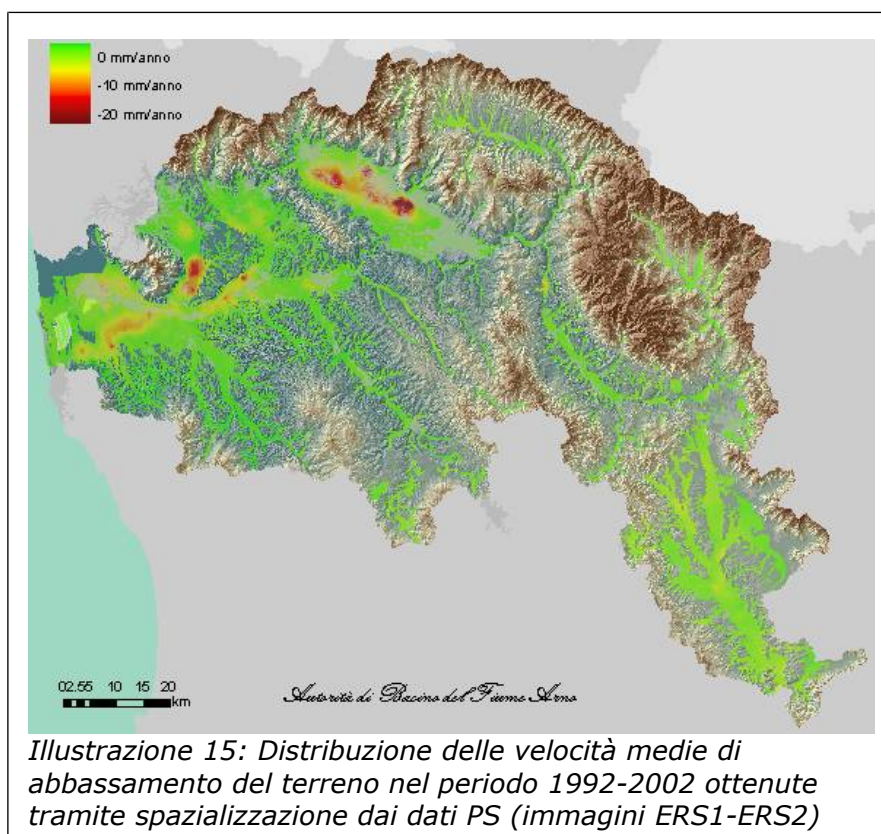 0 mm/anno
-10 mm/anno
-20 mm/anno
02.55 10 15 20
km
Autorità di Bacino del Fiume Arno
Illustrazione 15: Distribuzione delle velocità medie di
abbassamento del terreno nel periodo 1992-2002 ottenute
tramite spazializzazione dai dati PS (immagini ERS1-ERS2)